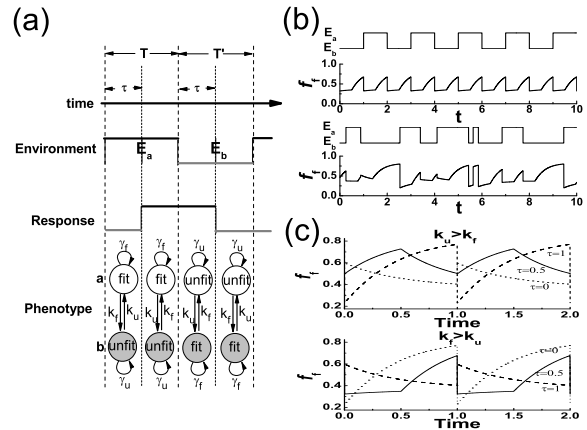 (a)
T
T'
τ
τ
time
Environment
E_a
E_b
Response
γ_f
γ_f
γ_u
γ_u
a
fit
fit
unfit
unfit
k_f
k_u
k_u
k_f
k_f
k_u
k_u
k_f
Phenotype
b
unfit
unfit
fit
fit
γ_u
γ_u
γ_f
γ_f
(b)
E_a
E_b
1.0
0.5
0.0
f_f
0 2 4 6 8 10
t
E_a
E_b
1.0
0.5
0.0
f_f
0 2 4 6 8 10
t
(c)
k_u>k_f
0.8
0.6
0.4
f_f
τ=1
τ=0.5
τ=0
0.0 0.5 1.0 1.5 2.0
Time
k_f>k_u
0.8
0.6
0.4
0.2
f_f
τ=0
τ=0.5
τ=1
0.0 0.5 1.0 1.5 2.0
Time